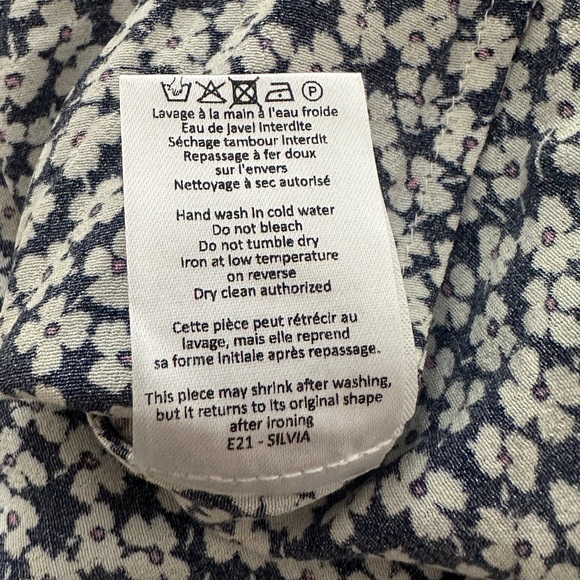 P
Lavage à la main à l'eau froide
Eau de javel interdite
Séchage tambour interdit
Repassage à fer doux
sur l'envers
Nettoyage à sec autorisé
Hand wash in cold water
Do not bleach
Do not tumble dry
Iron at low temperature
on reverse
Dry clean authorized
Cette pièce peut rétrécir au
lavage, mais elle reprend
sa forme initiale après repassage.
This piece may shrink after washing,
but it returns to its original shape
after ironing
E21 - SILVIA